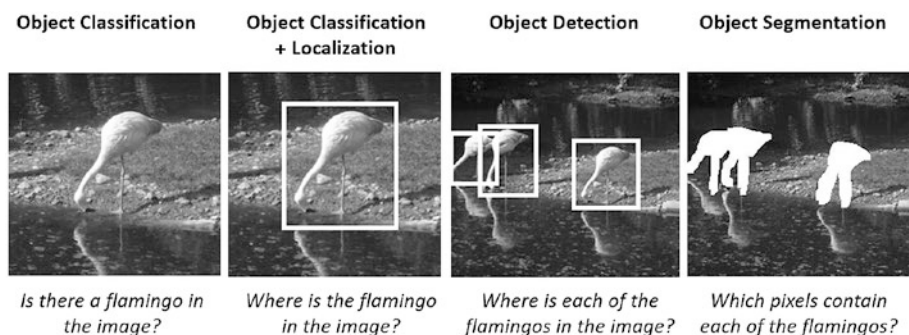 Object Classification
Object Classification
+ Localization
Object Detection
Object Segmentation
Is there a flamingo in
the image?
Where is the flamingo
in the image?
Where is each of the
flamingos in the image?
Which pixels contain
each of the flamingos?